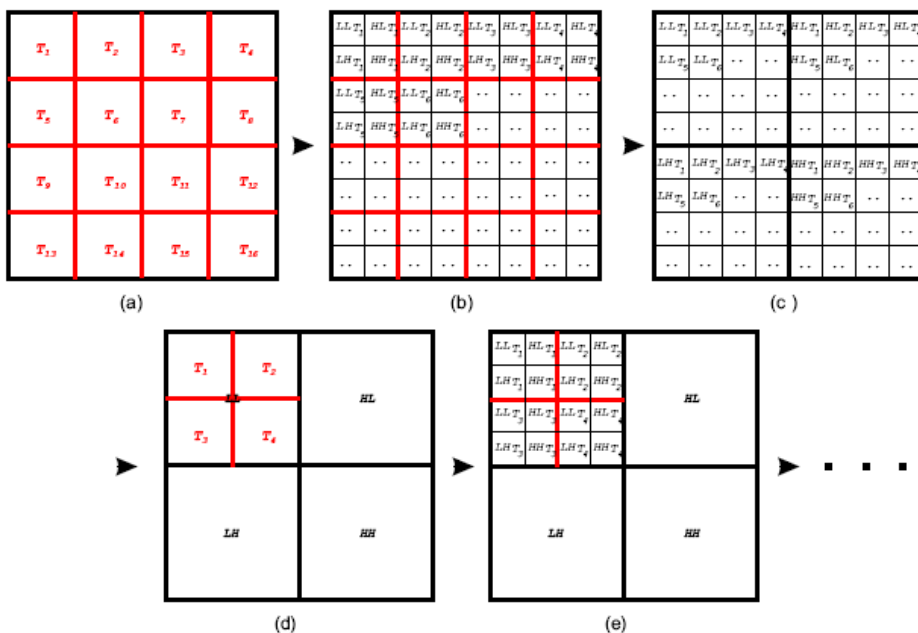 T1 T2 T3 T4
T5 T6 T7 T8
T9 T10 T11 T12
T13 T14 T15 T16
(a)
LLT1 HLT1 LLT2 HLT2 LLT3 HLT3 LLT4 HLT4
LHT1 HHT1 LHT2 HHT2 LHT3 HHT3 LHT4 HHT4
LLT5 HLT5 LLT6 HLT6 .. .. .. ..
LHT5 HHT5 LHT6 HHT6 .. .. .. ..
.. .. .. .. .. .. .. ..
.. .. .. .. .. .. .. ..
.. .. .. .. .. .. .. ..
.. .. .. .. .. .. .. ..
(b)
LLT1 LLT2 LLT3 LLT4 HLT1 HLT2 HLT3 HLT
LLT5 LLT6 .. .. HLT5 HLT6 .. ..
.. .. .. .. .. .. .. ..
.. .. .. .. .. .. .. ..
LHT1 LHT2 LHT3 LHT4 HHT1 HHT2 HHT3 HHT
LHT5 LHT6 .. .. HHT5 HHT6 .. ..
.. .. .. .. .. .. .. ..
.. .. .. .. .. .. .. ..
(c )
T1 T2
LL HL
T3 T4
LH HH
(d)
LLT1 HLT1 LLT2 HLT2
LHT1 HHT1 LHT2 HHT2
HL
LLT3 HLT3 LLT4 HLT4
LHT3 HHT3 LHT4 HHT4
LH HH
(e)
. . .